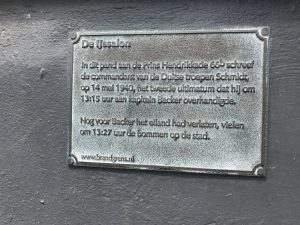 De IJssalon
In dit pand aan de Prins Hendrikkade 66 schreef
de commandant van de Duitse troepen Schmidt,
op 14 mei 1940, het tweede ultimatum dat hij om
13:15 uur aan kapitein Backer overhandigde.
Nog voor Backer het eiland had verlaten, vielen
om 13:27 uur de bommen op de stad.
www.brandgrens.nl